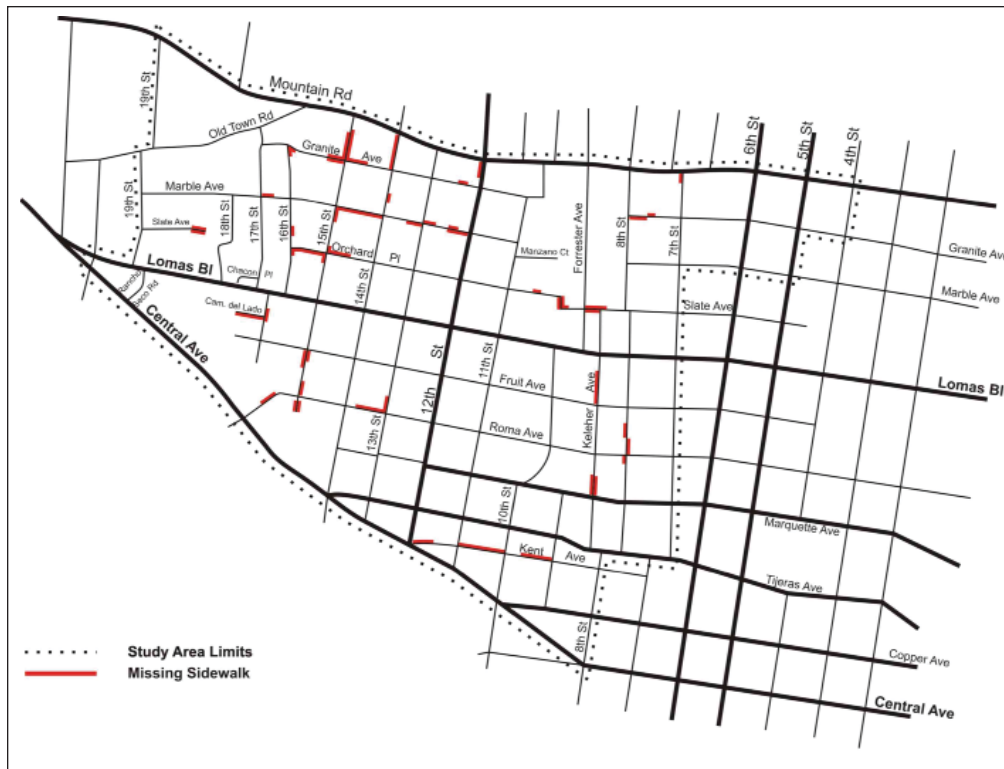 Mountain Rd
19th St
Old Town Rd
Granite Ave
6th St
5th St
4th St
Marble Ave
19th St
Slate Ave
18th St
17th St
16th St
15th St
Orchard Pl
Forrester Ave
8th St
7th St
Manzano Ct
Granite Ave
Lomas Bl
Chacon Pl
14th St
Marble Ave
Rancho Seco Rd
Cam. del Lado
Slate Ave
Central Ave
12th St
11th St
Fruit Ave
Keleher Ave
Lomas Bl
13th St
Roma Ave
10th St
Marquette Ave
Kent Ave
Tijeras Ave
8th St
Copper Ave
Central Ave
Study Area Limits
Missing Sidewalk